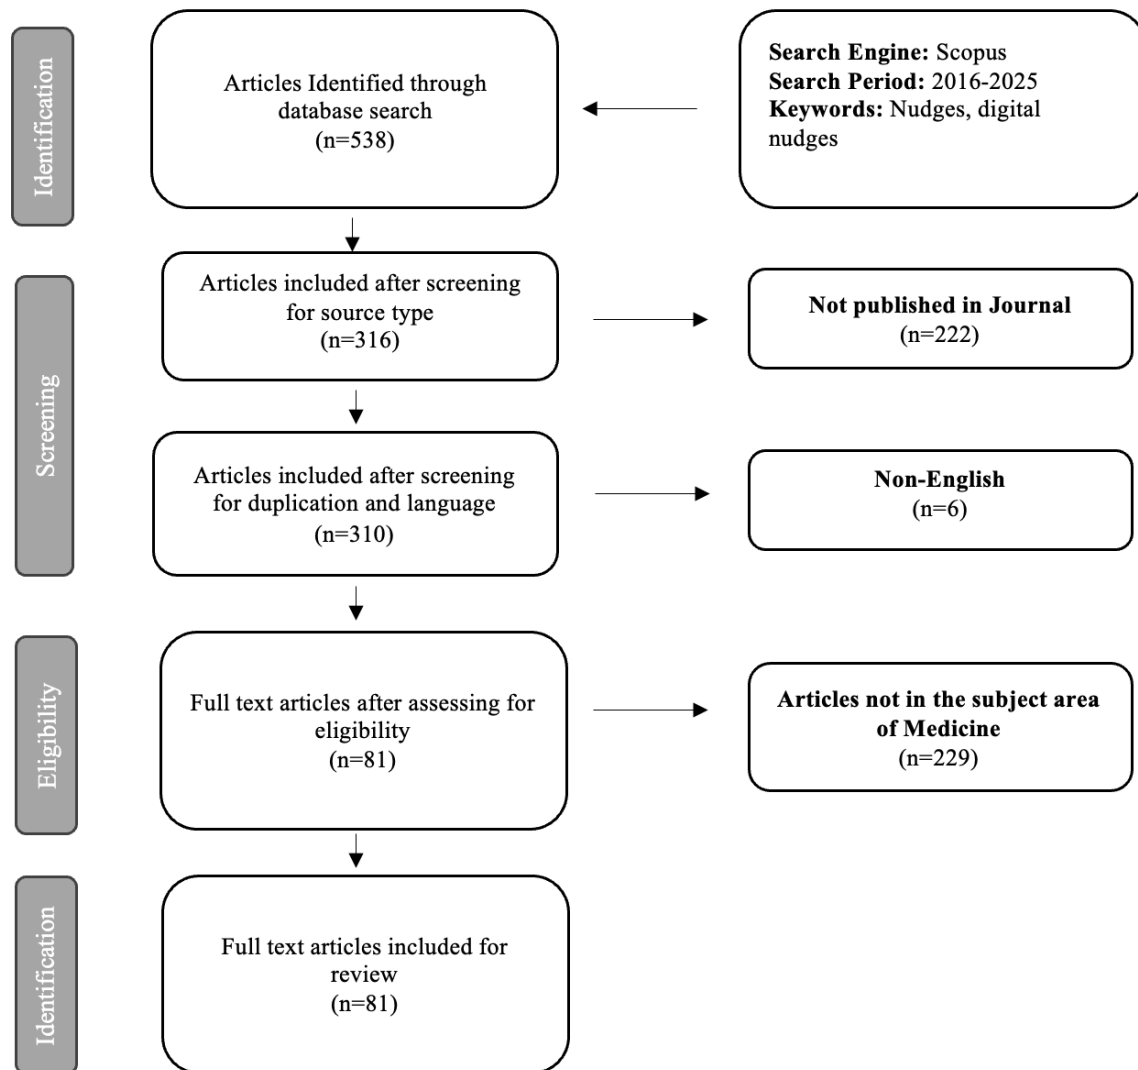 Identification
Articles Identified through
database search
(n=538)
Search Engine: Scopus
Search Period: 2016-2025
Keywords: Nudges, digital
nudges
Screening
Articles included after screening
for source type
(n=316)
Not published in Journal
(n=222)
Articles included after screening
for duplication and language
(n=310)
Non-English
(n=6)
Eligibility
Full text articles after assessing for
eligibility
(n=81)
Articles not in the subject area
of Medicine
(n=229)
Identification
Full text articles included for
review
(n=81)